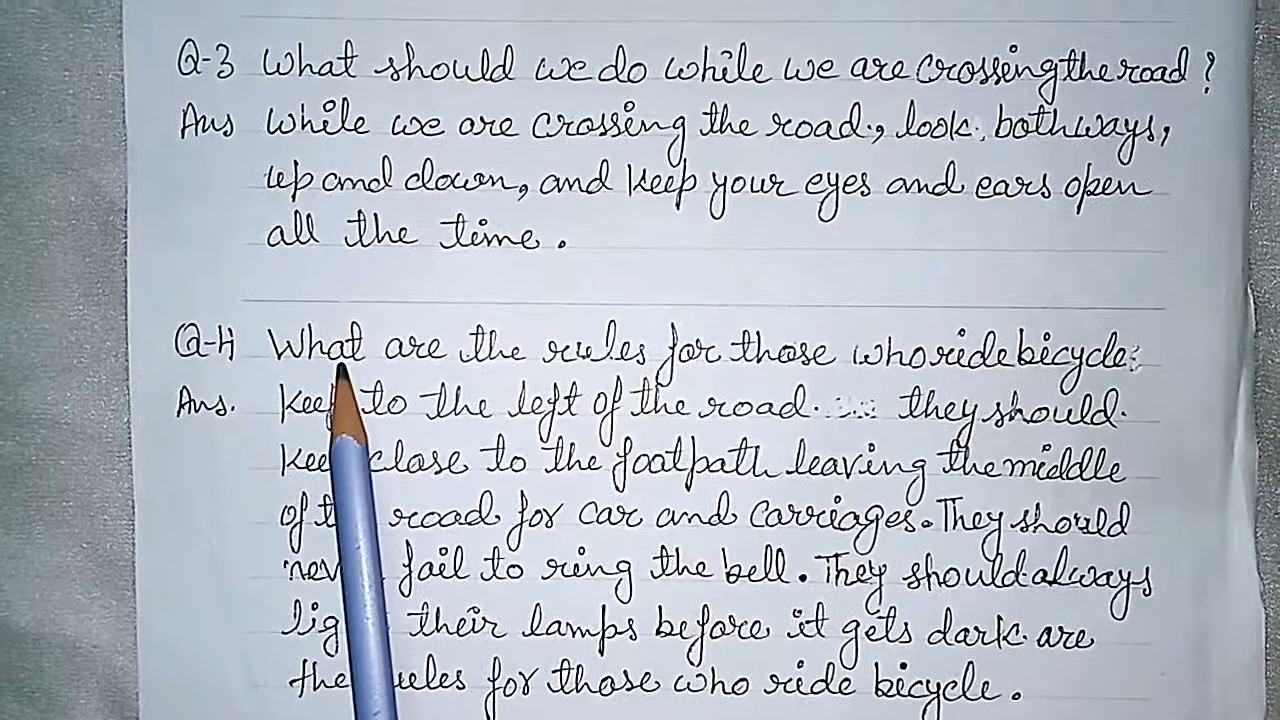 Q-3 What should we do while we are crossing the road?
Ans While we are crossing the road, look both ways,
up and down, and keep your eyes and ears open
all the time.
Q-4 What are the rules for those who ride bicycle:
Ans. to the left of the road. they should
close to the footpath leaving the middle
of road for car and carriages. They should
fail to ring the bell. They should always
their lamps before it gets dark are
the rules for those who ride bicycle.